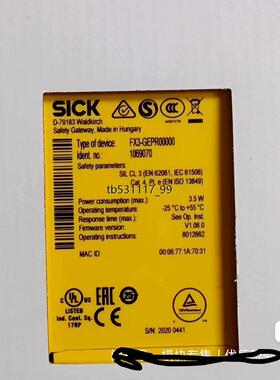 SICK
D-79183 Waldkirch
Safety Gateway, Made in Hungary
Type of device: FX3-GEPR00000
Ident. no.: 1069070
Safety parameters:
SIL CL 3 (EN 62061, IEC 61508)
Cat. 4, PL e (EN ISO 13849)
tb531117_99
Power consumption (max.): 3.5 W
Operating temperature: -25 °C to +55 °C
Response time (max.): See Op. Inst.
Firmware version: V1.06.0
8012662
MAC ID: 00:06:77:1A:70:31
C UL US
LISTED
Ind. Cont. Eq.
17RP
25
S/N: 2020 0441